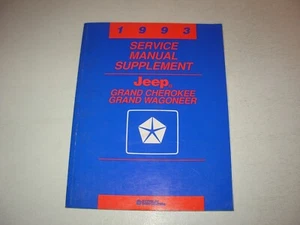 1993
SERVICE
MANUAL
SUPPLEMENT
Jeep
GRAND CHEROKEE
GRAND WAGONEER